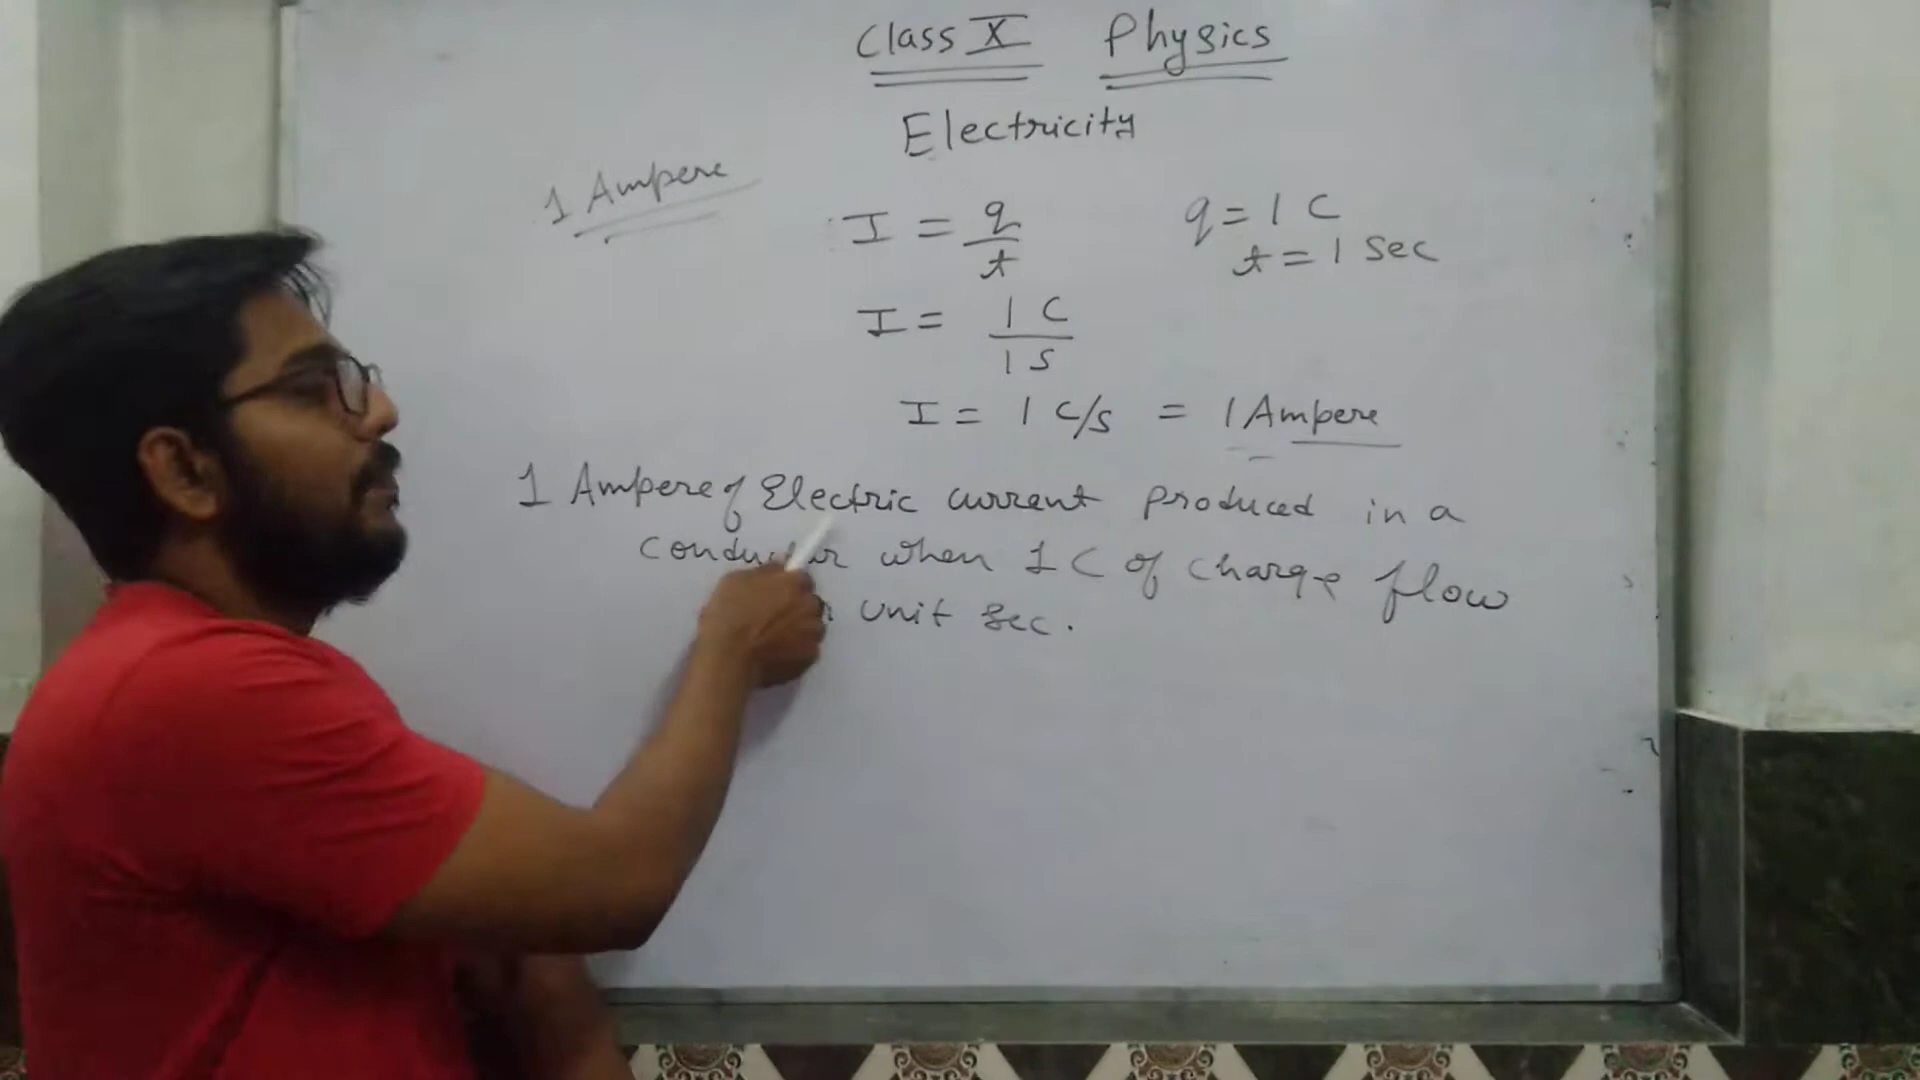 Class X Physics
Electricity
1 Ampere
I = q/t q = 1 C
t = 1 Sec
I = 1 C / 1 S
I = 1 C/s = 1 Ampere
1 Ampere of Electric current produced in a
when 1 C of charge flow
unit Sec.